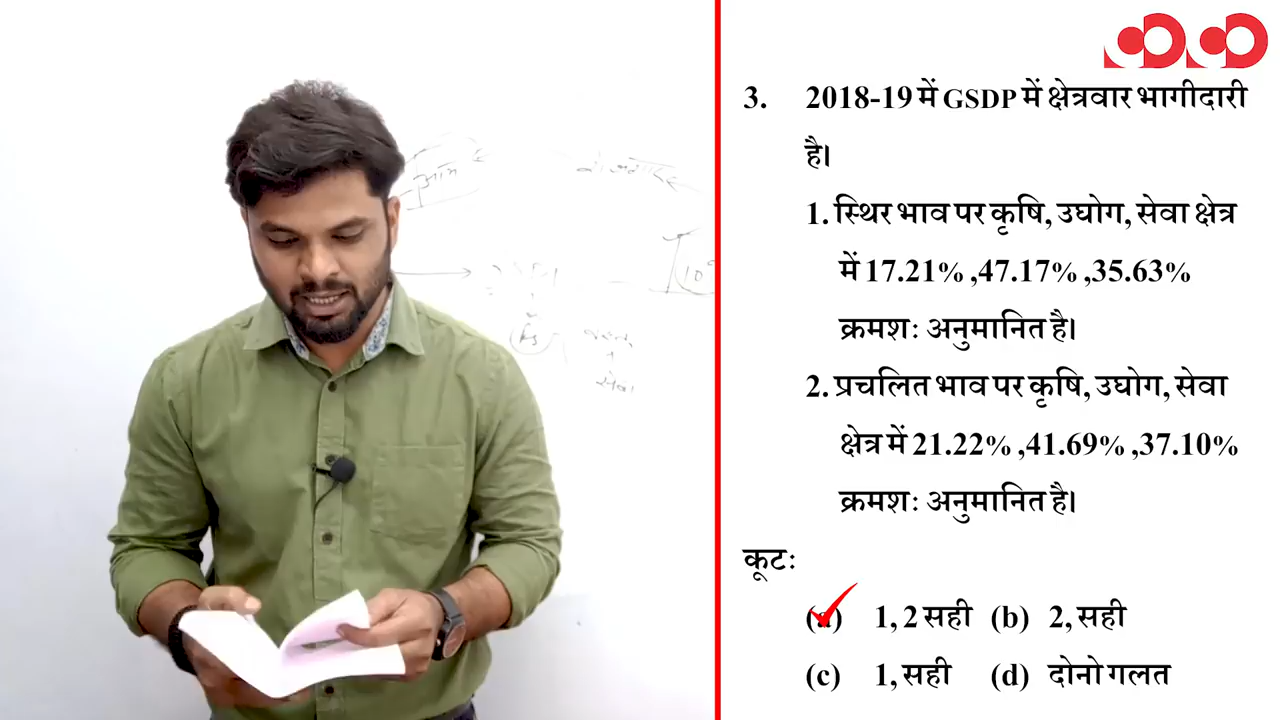 3. 2018-19 में GSDP में क्षेत्रवार भागीदारी
है।
1. स्थिर भाव पर कृषि, उघोग, सेवा क्षेत्र
में 17.21% ,47.17% ,35.63%
क्रमशः अनुमानित है।
2. प्रचलित भाव पर कृषि, उघोग, सेवा
क्षेत्र में 21.22% ,41.69% ,37.10%
क्रमशः अनुमानित है।
कूटः
(a) 1, 2 सही (b) 2, सही
(c) 1, सही (d) दोनो गलत
सेवा